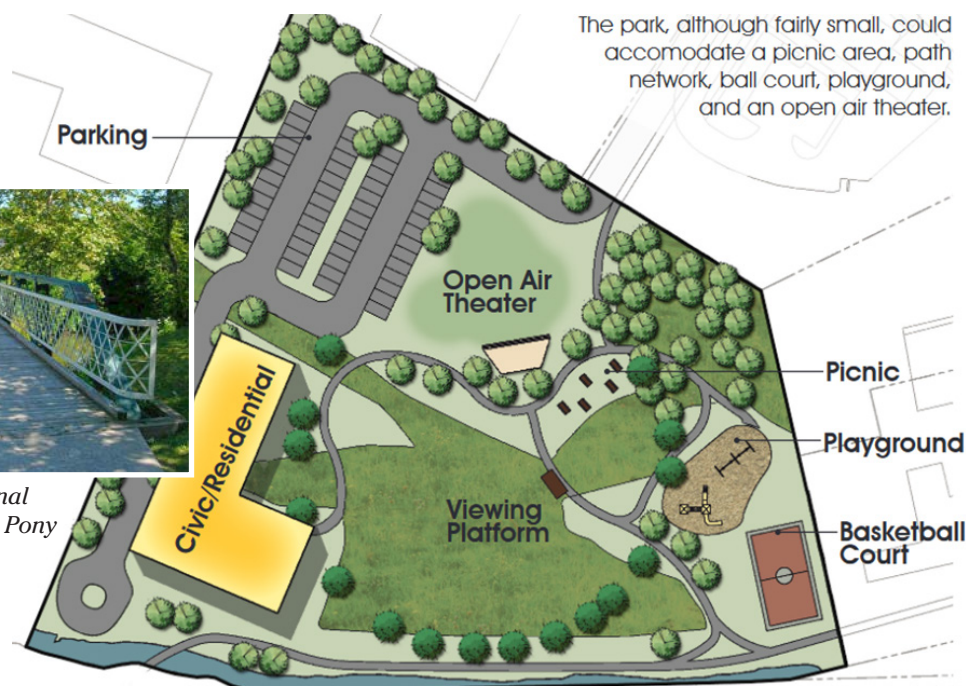 The park, although fairly small, could
accomodate a picnic area, path
network, ball court, playground,
and an open air theater.
Parking
Open Air
Theater
Picnic
Civic/Residential
Playground
Viewing
Platform
Basketball
Court
nal
Pony